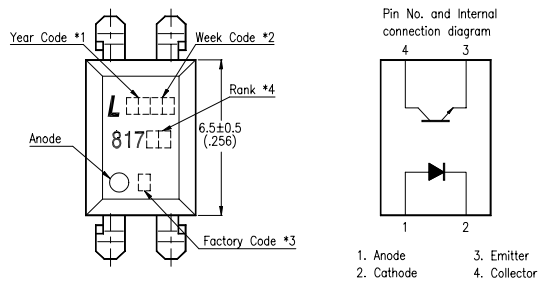 Year Code *1
Week Code *2
Rank *4
L
817
6.5±0.5
(.256)
Anode
Factory Code *3
Pin No. and Internal
connection diagram
4 3
1 2
1. Anode 3. Emitter
2. Cathode 4. Collector